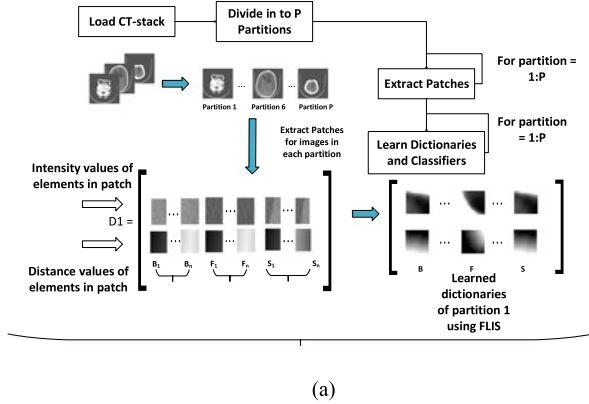 Load CT-stack
Divide in to P
Partitions
For partition =
1:P
Extract Patches
For partition
= 1:P
Learn Dictionaries
and Classifiers
... ...
Partition 1 Partition 6 Partition P
Extract Patches
for images in
each partition
Intensity values of
elements in patch
D1 =
Distance values of
elements in patch
... ... ...
... ... ...
B1 Bn F1 Fn S1 Sn
... ...
... ...
B F S
Learned
dictionaries
of partition 1
using FLIS
(a)